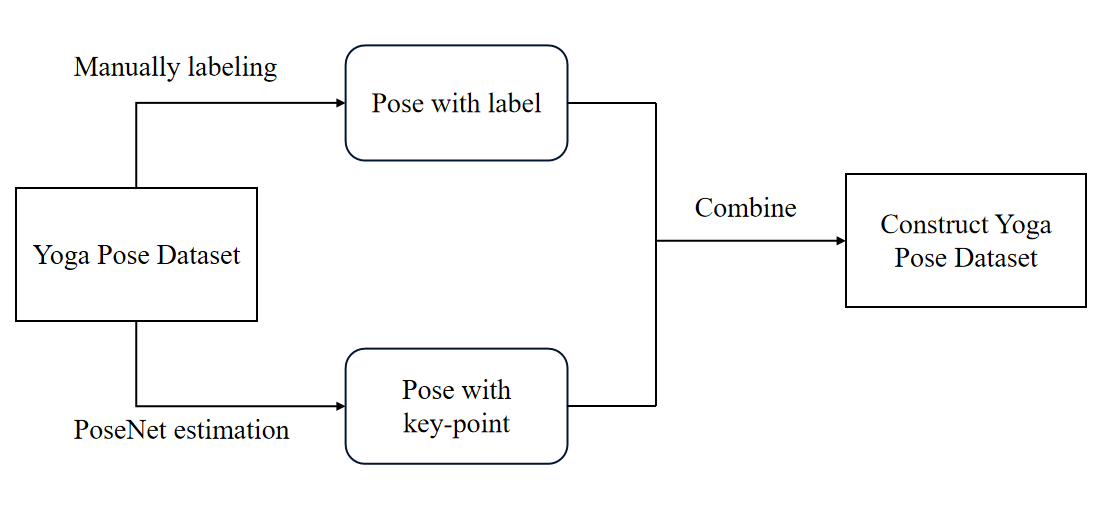 Manually labeling
Pose with label
Yoga Pose Dataset
Combine
Construct Yoga
Pose Dataset
Pose with
key-point
PoseNet estimation